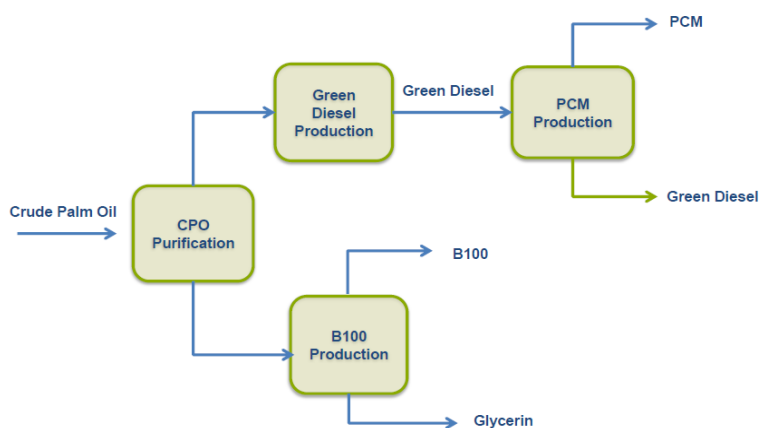 PCM
Green
Diesel
Production
Green Diesel
PCM
Production
Green Diesel
Crude Palm Oil
CPO
Purification
B100
B100
Production
Glycerin